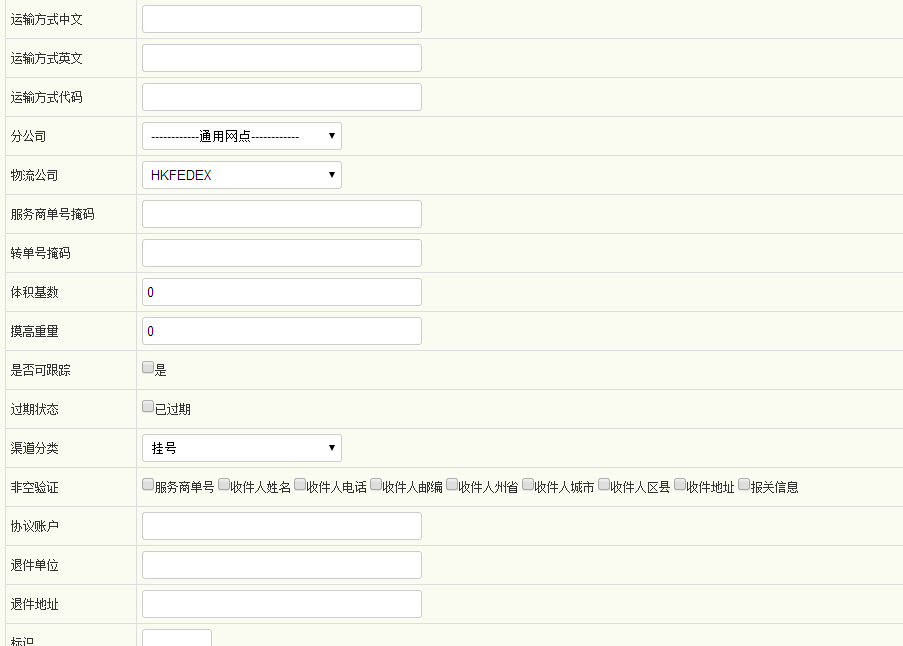 运输方式中文
运输方式英文
运输方式代码
分公司 ------------通用网点------------
物流公司 HKFEDEX
服务商单号掩码
转单号掩码
体积基数 0
摸高重量 0
是否可跟踪 是
过期状态 已过期
渠道分类 挂号
非空验证 服务商单号 收件人姓名 收件人电话 收件人邮编 收件人州省 收件人城市 收件人区县 收件地址 报关信息
协议账户
退件单位
退件地址
标识